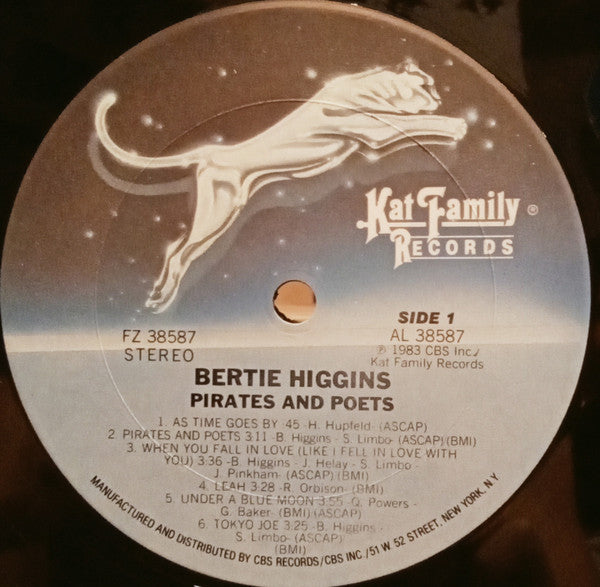 Kat Family ®
RECORDS
SIDE 1
FZ 38587
STEREO
AL 38587
℗ 1983 CBS Inc./
Kat Family Records
BERTIE HIGGINS
PIRATES AND POETS
1. AS TIME GOES BY :45 -H. Hupfeld- (ASCAP)
2. PIRATES AND POETS 3:11 -B. Higgins - S. Limbo- (ASCAP)(BMI)
3. WHEN YOU FALL IN LOVE (LIKE I FELL IN LOVE WITH
YOU) 3:36 -B. Higgins - J. Helay - S. Limbo -
J. Pinkham- (ASCAP)(BMI)
4. LEAH 3:28 -R. Orbison- (BMI)
5. UNDER A BLUE MOON 3:55 -Q. Powers -
G. Baker- (BMI)(ASCAP)
6. TOKYO JOE 3:25 -B. Higgins -
S. Limbo- (ASCAP)
(BMI)
MANUFACTURED AND DISTRIBUTED BY CBS RECORDS/CBS INC./51 W 52 STREET, NEW YORK, N.Y.